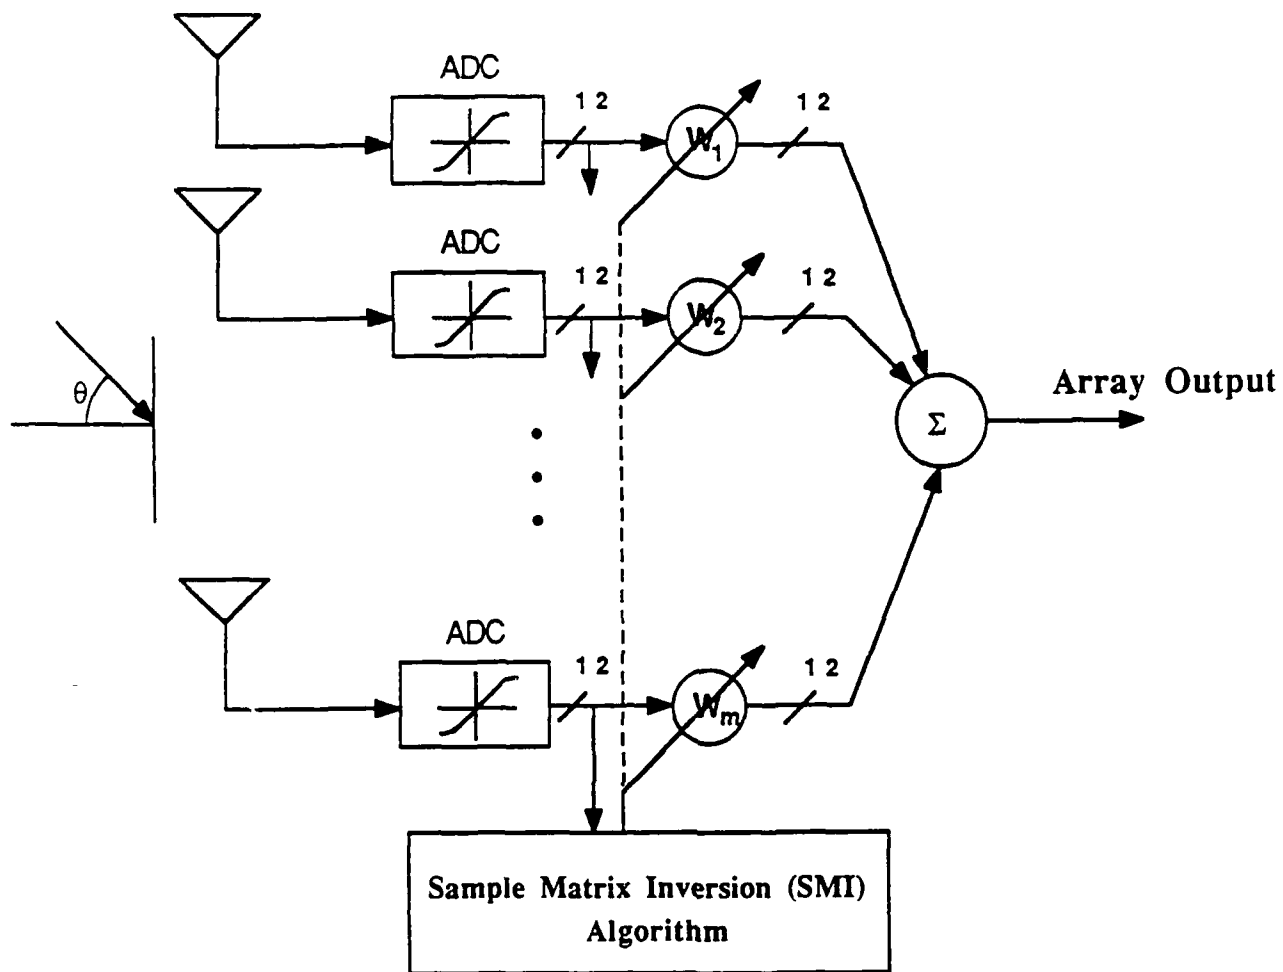 ADC
1 2
W1
1 2
ADC
1 2
W2
1 2
θ
Σ
Array Output
ADC
1 2
Wm
1 2
Sample Matrix Inversion (SMI)
Algorithm